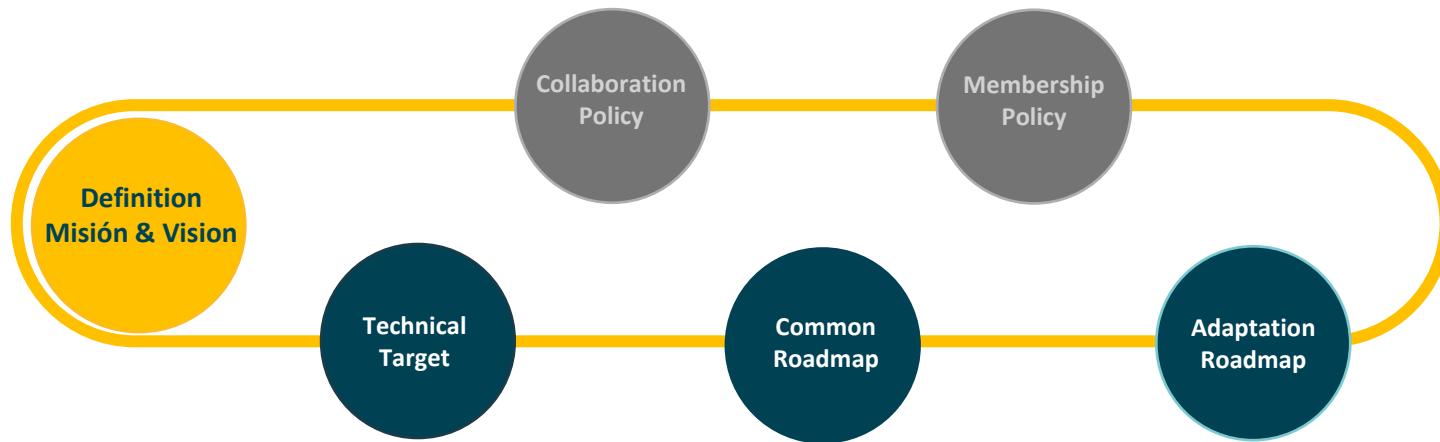 Collaboration
Policy
Membership
Policy
Definition
Misión & Vision
Technical
Target
Common
Roadmap
Adaptation
Roadmap